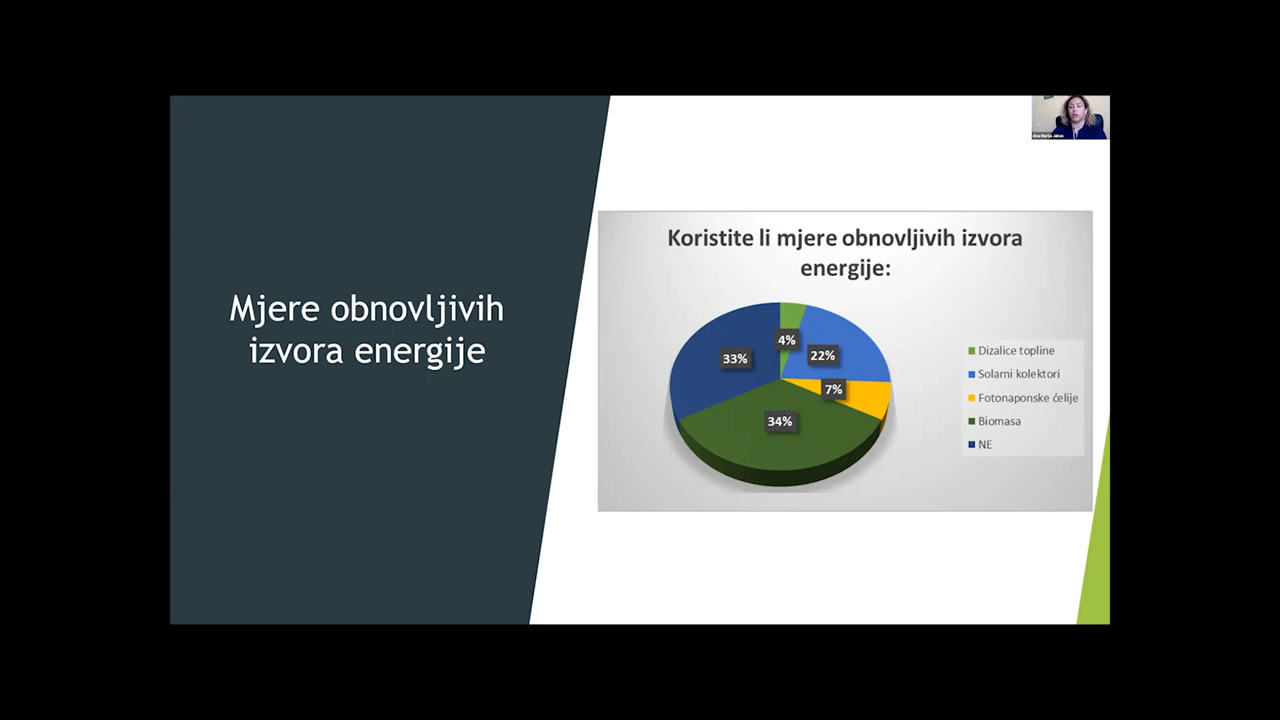 Mjere obnovljivih
izvora energije
Koristite li mjere obnovljivih izvora
energije:
4%
22%
7%
34%
33%
Dizalice topline
Solarni kolektori
Fotonaponske ćelije
Biomasa
NE